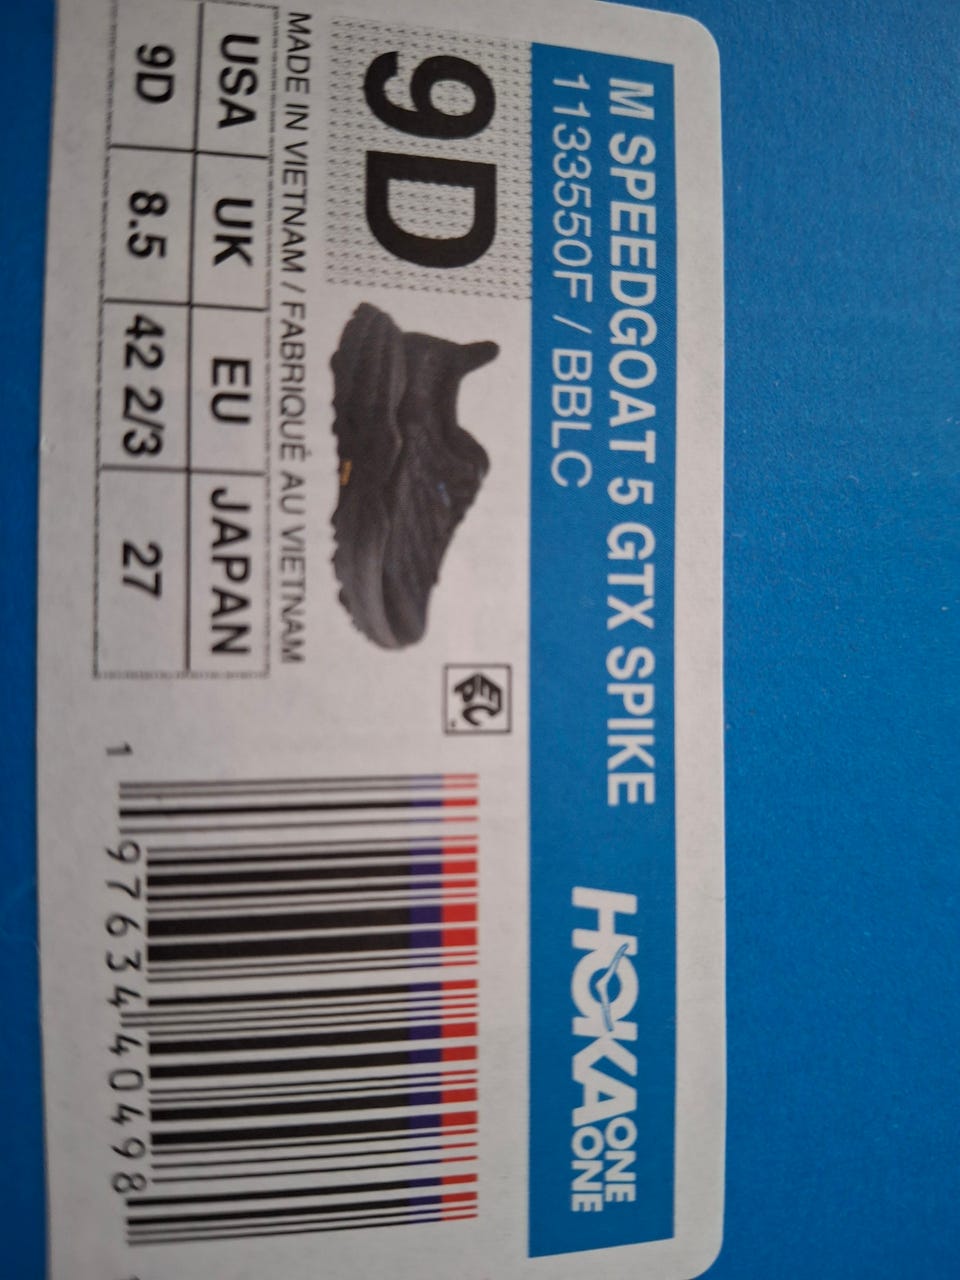 M SPEEDGOAT 5 GTX SPIKE
1133550F / BBLC
HOKA ONE ONE
9D
MADE IN VIETNAM / FABRIQUÉ AU VIETNAM
USA UK EU JAPAN
9D 8.5 42 2/3 27
EPC
1 97634 40498